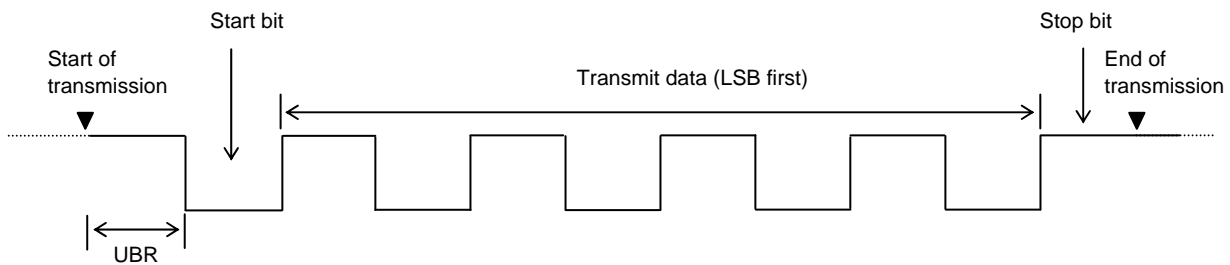 Start bit
Stop bit
Start of
transmission
Transmit data (LSB first)
End of
transmission
UBR